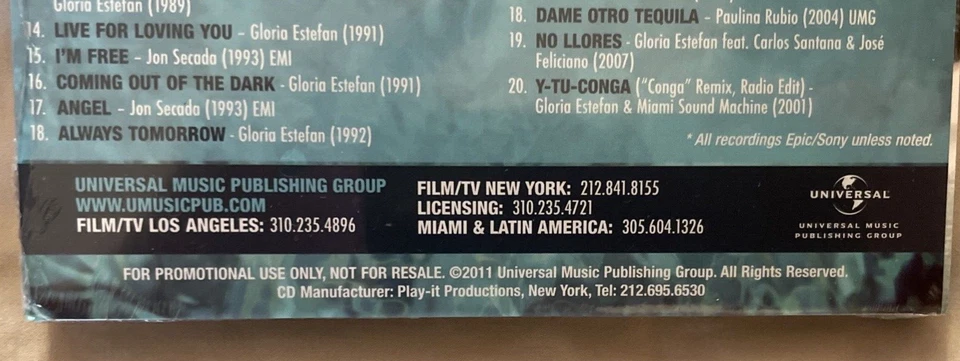 Gloria Estefan (1989)
14. LIVE FOR LOVING YOU – Gloria Estefan (1991)
15. I'M FREE – Jon Secada (1993) EMI
16. COMING OUT OF THE DARK - Gloria Estefan (1991)
17. ANGEL – Jon Secada (1993) EMI
18. ALWAYS TOMORROW - Gloria Estefan (1992)
18. DAME OTRO TEQUILA – Paulina Rubio (2004) UMG
19. NO LLORES - Gloria Estefan feat. Carlos Santana & José
Feliciano (2007)
20. Y-TU-CONGA ("Conga" Remix, Radio Edit) -
Gloria Estefan & Miami Sound Machine (2001)
* All recordings Epic/Sony unless noted.
UNIVERSAL MUSIC PUBLISHING GROUP
WWW.UMUSICPUB.COM
FILM/TV LOS ANGELES: 310.235.4896
FILM/TV NEW YORK: 212.841.8155
LICENSING: 310.235.4721
MIAMI & LATIN AMERICA: 305.604.1326
UNIVERSAL
UNIVERSAL MUSIC
PUBLISHING GROUP
FOR PROMOTIONAL USE ONLY, NOT FOR RESALE. ©2011 Universal Music Publishing Group. All Rights Reserved.
CD Manufacturer: Play-it Productions, New York, Tel: 212.695.6530